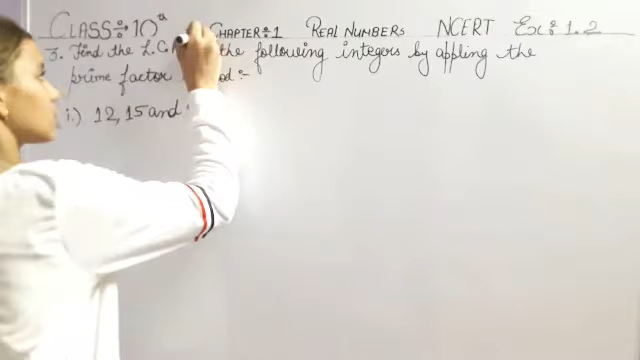 CLASS÷10th CHAPTER÷1 REAL NUMBERS NCERT Ex÷1.2
3. Find the L.C. the following integers by appling the
prime factor :-
i.) 12, 15 and